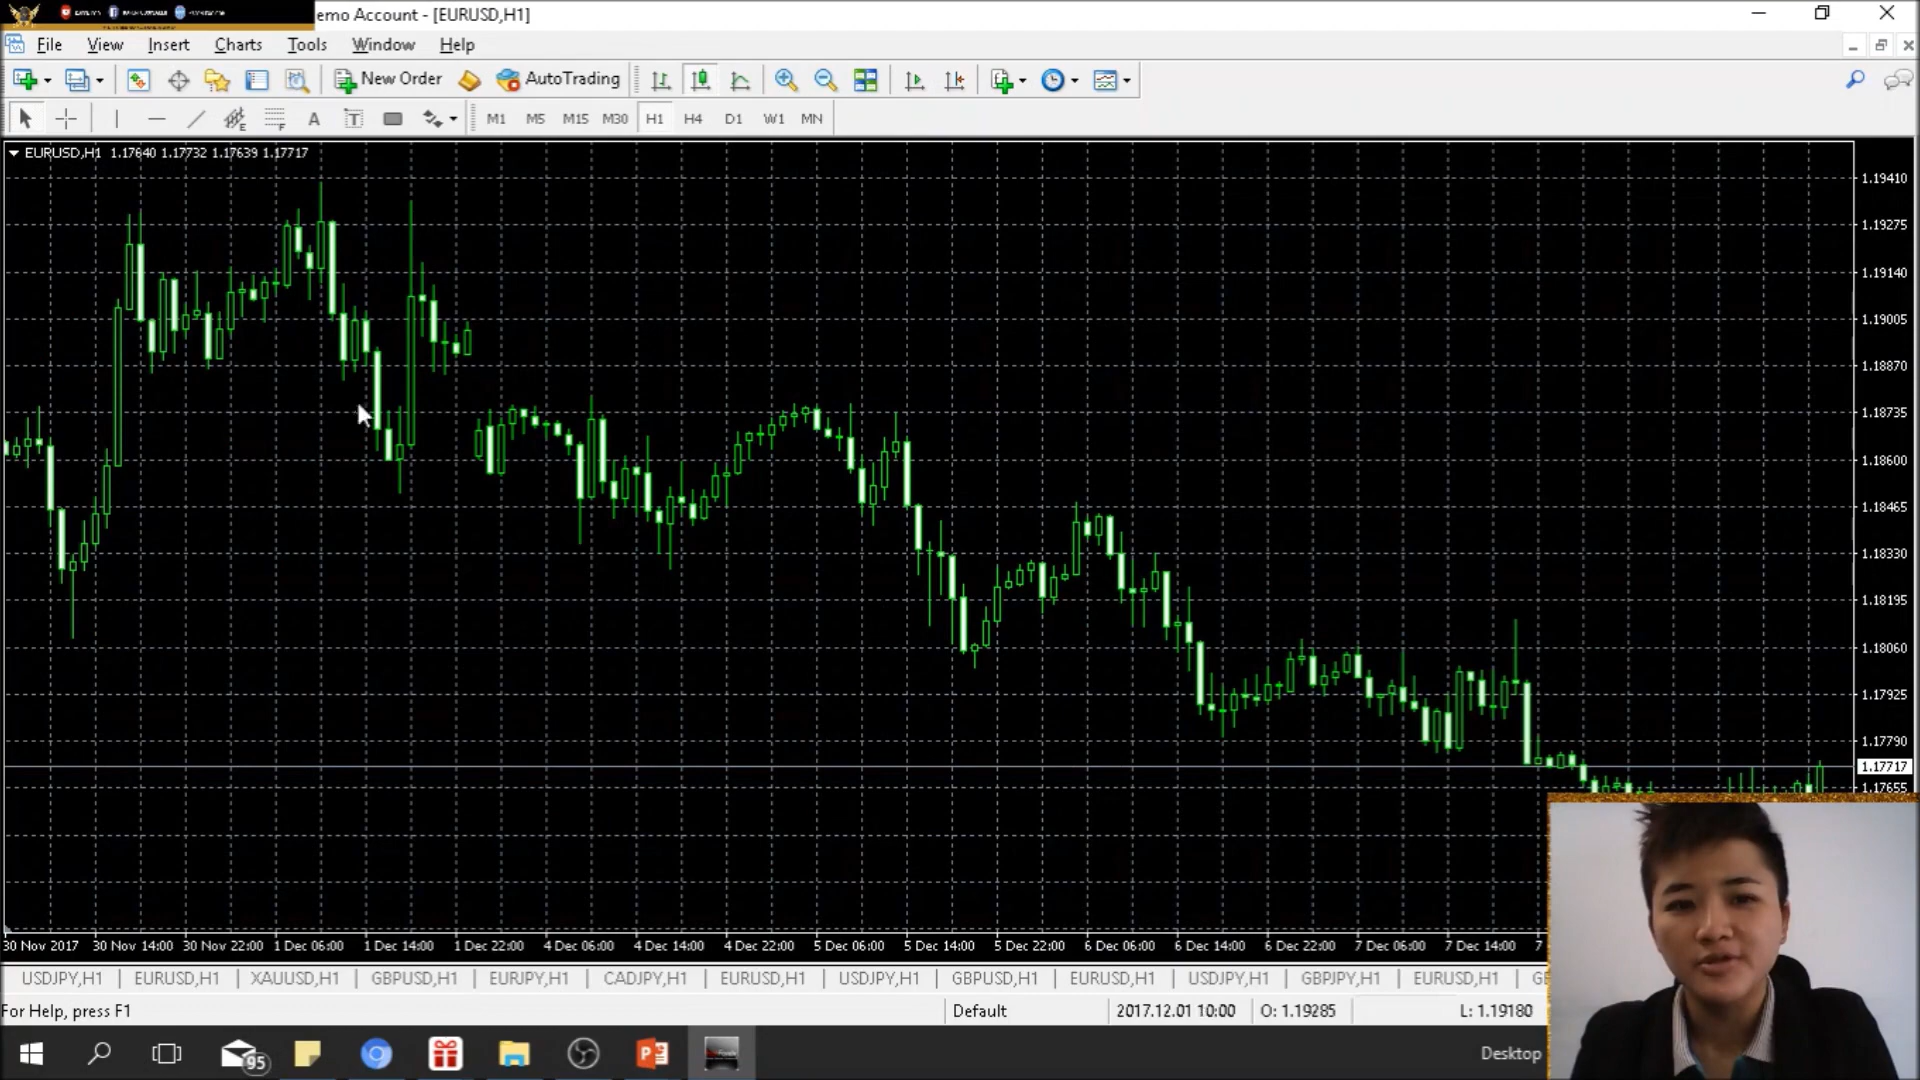 emo Account - [EURUSD,H1]
File View Insert Charts Tools Window Help
New Order AutoTrading
M1 M5 M15 M30 H1 H4 D1 W1 MN
EURUSD,H1 1.17640 1.17732 1.17639 1.17717
1.19410
1.19275
1.19140
1.19005
1.18870
1.18735
1.18600
1.18465
1.18330
1.18195
1.18060
1.17925
1.17790
1.17717
1.17655
30 Nov 2017 30 Nov 14:00 30 Nov 22:00 1 Dec 06:00 1 Dec 14:00 1 Dec 22:00 4 Dec 06:00 4 Dec 14:00 4 Dec 22:00 5 Dec 06:00 5 Dec 14:00 5 Dec 22:00 6 Dec 06:00 6 Dec 14:00 6 Dec 22:00 7 Dec 06:00 7 Dec 14:00 7
USDJPY,H1 EURUSD,H1 XAUUSD,H1 GBPUSD,H1 EURJPY,H1 CADJPY,H1 EURUSD,H1 USDJPY,H1 GBPUSD,H1 EURUSD,H1 USDJPY,H1 GBPJPY,H1 EURUSD,H1
For Help, press F1 Default 2017.12.01 10:00 O: 1.19285 L: 1.19180
95 Desktop